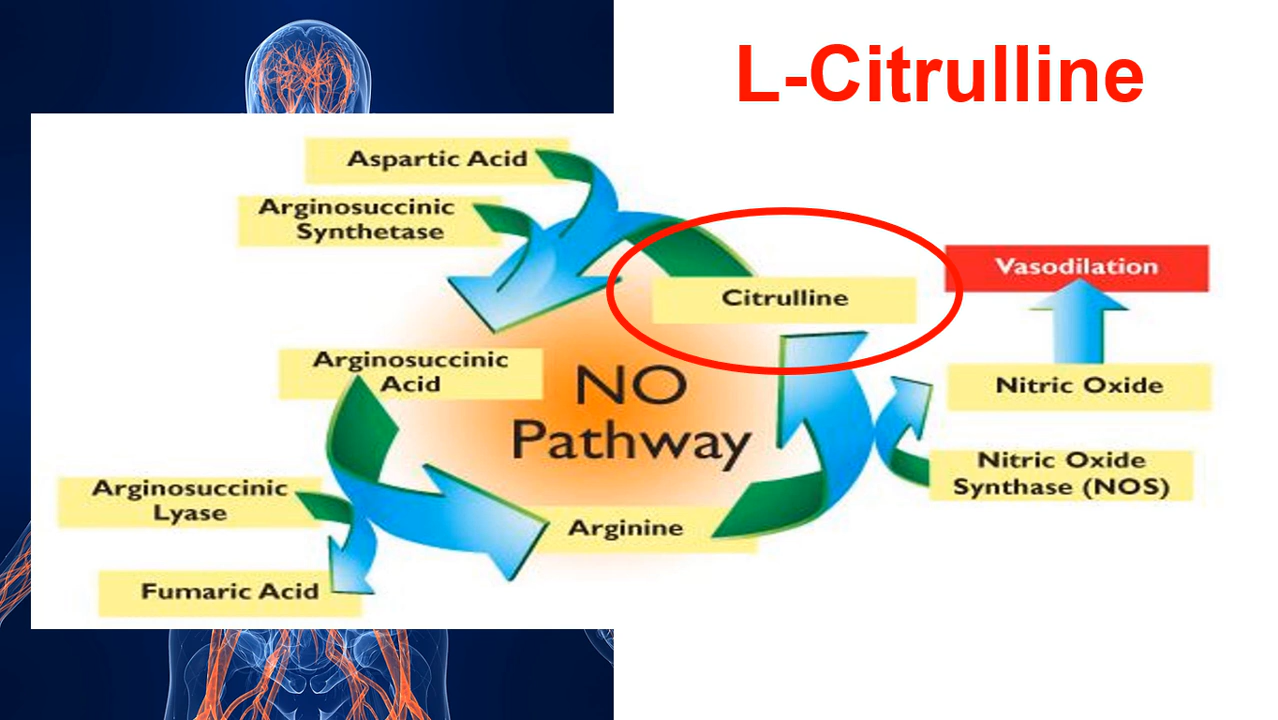 L-Citrulline
Aspartic Acid
Arginosuccinic
Synthetase
Citrulline
Vasodilation
Arginosuccinic
Acid
NO
Pathway
Nitric Oxide
Nitric Oxide
Synthase (NOS)
Arginosuccinic
Lyase
Arginine
Fumaric Acid